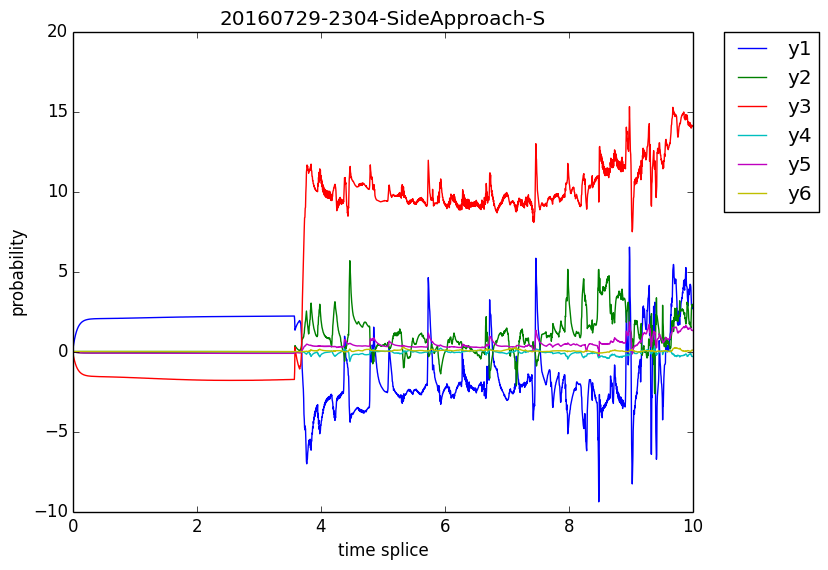 20160729-2304-SideApproach-S
20
15
10
5
0
−5
−10
probability
0 2 4 6 8 10
time splice
y1
y2
y3
y4
y5
y6